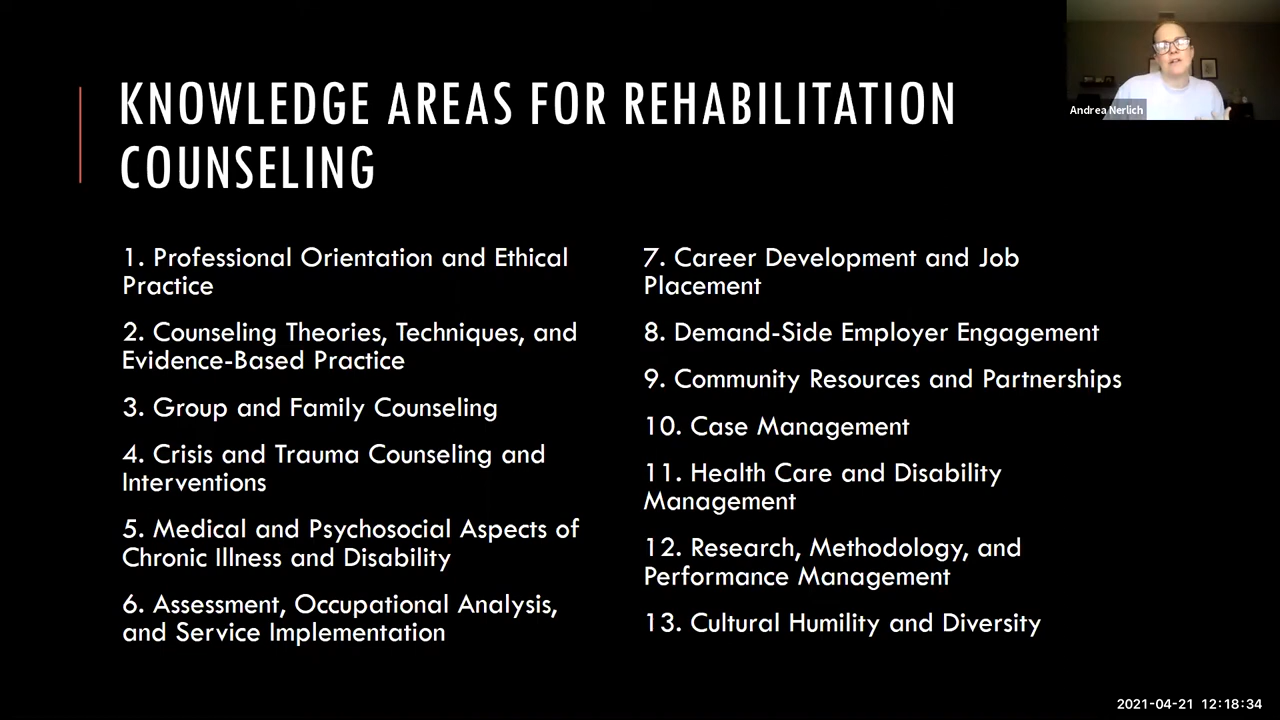 KNOWLEDGE AREAS FOR REHABILITATION
COUNSELING
Andrea Nerlich
1. Professional Orientation and Ethical
Practice
2. Counseling Theories, Techniques, and
Evidence-Based Practice
3. Group and Family Counseling
4. Crisis and Trauma Counseling and
Interventions
5. Medical and Psychosocial Aspects of
Chronic Illness and Disability
6. Assessment, Occupational Analysis,
and Service Implementation
7. Career Development and Job
Placement
8. Demand-Side Employer Engagement
9. Community Resources and Partnerships
10. Case Management
11. Health Care and Disability
Management
12. Research, Methodology, and
Performance Management
13. Cultural Humility and Diversity
2021-04-21 12:18:34